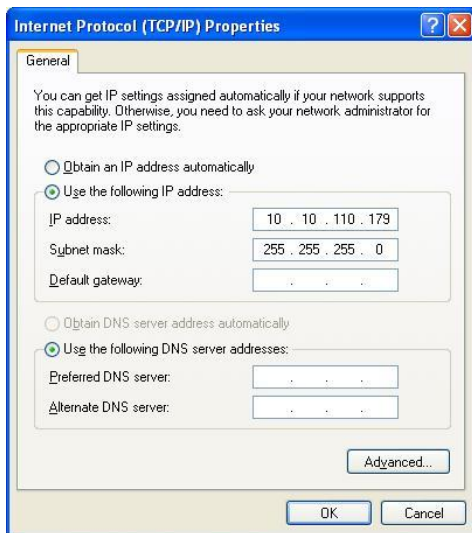 Internet Protocol (TCP/IP) Properties
General
You can get IP settings assigned automatically if your network supports
this capability. Otherwise, you need to ask your network administrator for
the appropriate IP settings.
Obtain an IP address automatically
Use the following IP address:
IP address: 10 . 10 . 110 . 179
Subnet mask: 255 . 255 . 255 . 0
Default gateway: . . .
Obtain DNS server address automatically
Use the following DNS server addresses:
Preferred DNS server: . . .
Alternate DNS server: . . .
Advanced...
OK Cancel